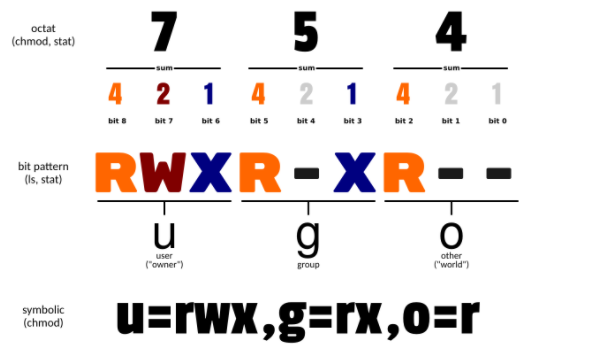 octat
(chmod, stat)
7 5 4
sum sum sum
4 2 1 4 2 1 4 2 1
bit 8 bit 7 bit 6 bit 5 bit 4 bit 3 bit 2 bit 1 bit 0
bit pattern
(ls, stat)
RWXR-XR--
u g o
user group other
("owner") ("world")
symbolic
(chmod)
u=rwx,g=rx,o=r